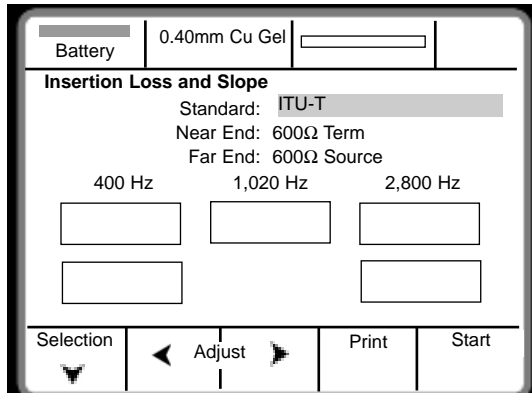 Battery
0.40mm Cu Gel
Insertion Loss and Slope
Standard: ITU-T
Near End: 600Ω Term
Far End: 600Ω Source
400 Hz 1,020 Hz 2,800 Hz
Selection Adjust Print Start